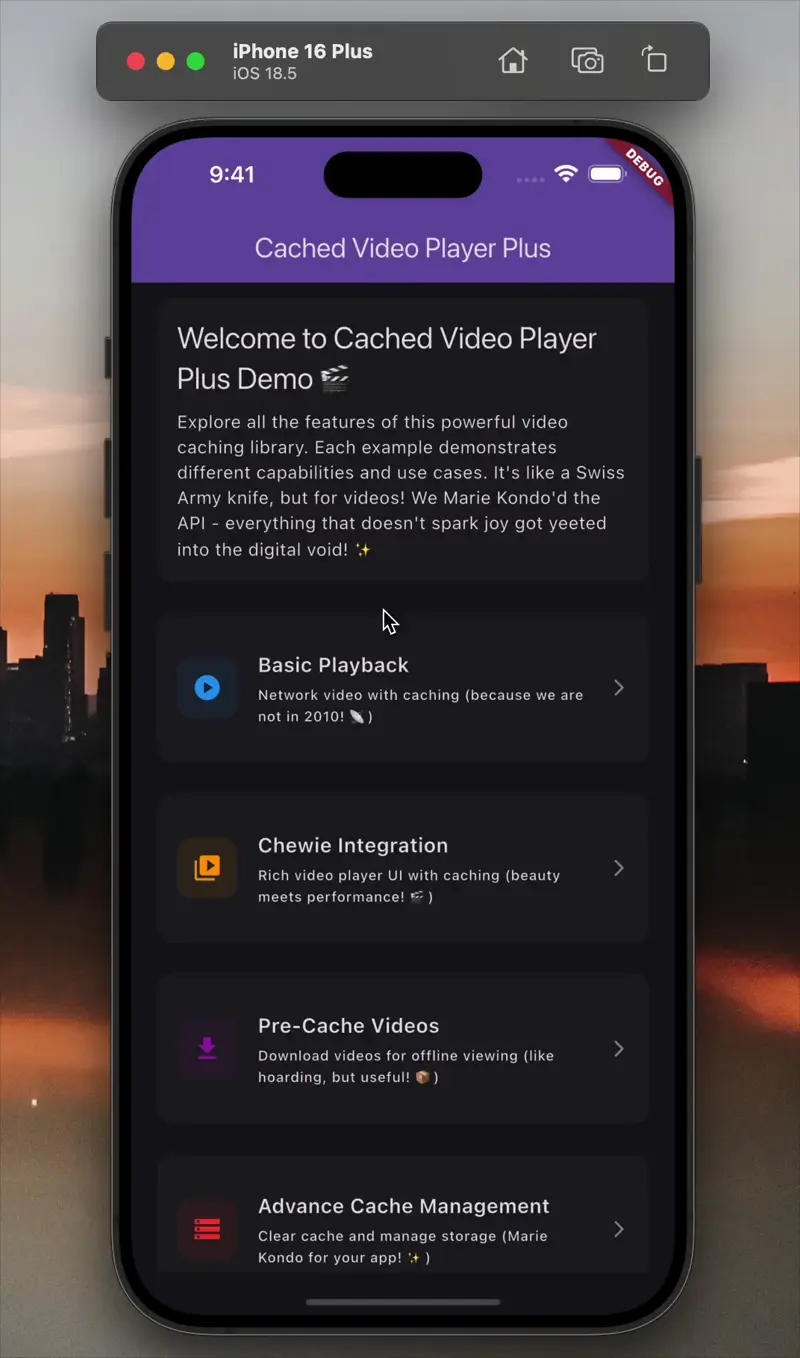 iPhone 16 Plus
iOS 18.5
9:41
DEBUG
Cached Video Player Plus
Welcome to Cached Video Player
Plus Demo 🎬
Explore all the features of this powerful video
caching library. Each example demonstrates
different capabilities and use cases. It's like a Swiss
Army knife, but for videos! We Marie Kondo'd the
API - everything that doesn't spark joy got yeeted
into the digital void! ✨
Basic Playback
Network video with caching (because we are
not in 2010! 📡 )
Chewie Integration
Rich video player UI with caching (beauty
meets performance! 🎬 )
Pre-Cache Videos
Download videos for offline viewing (like
hoarding, but useful! 📦 )
Advance Cache Management
Clear cache and manage storage (Marie
Kondo for your app! ✨ )